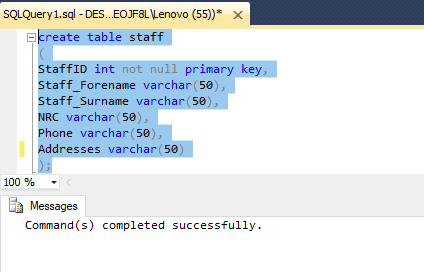 SQLQuery1.sql - DES...EOJF8L\Lenovo (55))*
create table staff
(
StaffID int not null primary key,
Staff_Forename varchar(50),
Staff_Surname varchar(50),
NRC varchar(50),
Phone varchar(50),
Addresses varchar(50)
);
100 %
Messages
Command(s) completed successfully.